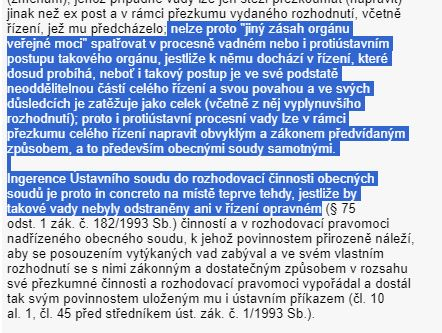 (zmenám), jehož případné vady lze jen stěží přezkoumat (napravit)
jinak než ex post a v rámci přezkumu vydaného rozhodnutí, včetně
řízení, jež mu předcházelo; nelze proto "jiný zásah orgánu
veřejné moci" spatřovat v procesně vadném nebo i protiústavním
postupu takového orgánu, jestliže k němu dochází v řízení, které
dosud probíhá, neboť i takový postup je ve své podstatě
neoddělitelnou částí celého řízení a svou povahou a ve svých
důsledcích je zatěžuje jako celek (včetně z něj vyplynuvšího
rozhodnutí); proto i protiústavní procesní vady lze v rámci
přezkumu celého řízení napravit obvyklým a zákonem předvídaným
způsobem, a to především obecnými soudy samotnými.
Ingerence Ústavního soudu do rozhodovací činnosti obecných
soudů je proto in concreto na místě teprve tehdy, jestliže by
takové vady nebyly odstraněny ani v řízení opravném (§ 75
odst. 1 zák. č. 182/1993 Sb.) činností a v rozhodovací pravomoci
nadřízeného obecného soudu, k jehož povinnostem přirozeně náleží,
aby se posouzením vytýkaných vad zabýval a ve svém vlastním
rozhodnutí se s nimi zákonným a dostatečným způsobem v rozsahu
své přezkumné činnosti a rozhodovací pravomoci vypořádal a dostál
tak svým povinnostem uloženým mu i ústavním příkazem (čl. 10
al. 1, čl. 45 před středníkem úst. zák. č. 1/1993 Sb.).